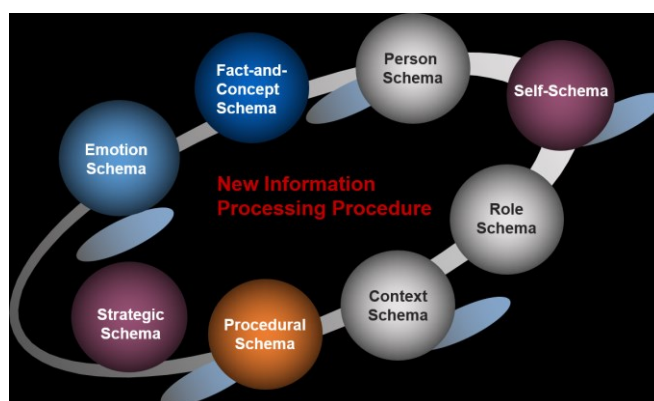 Person
Schema
Fact-and-
Concept
Schema
Self-Schema
Emotion
Schema
New Information
Processing Procedure
Role
Schema
Context
Schema
Strategic
Schema
Procedural
Schema